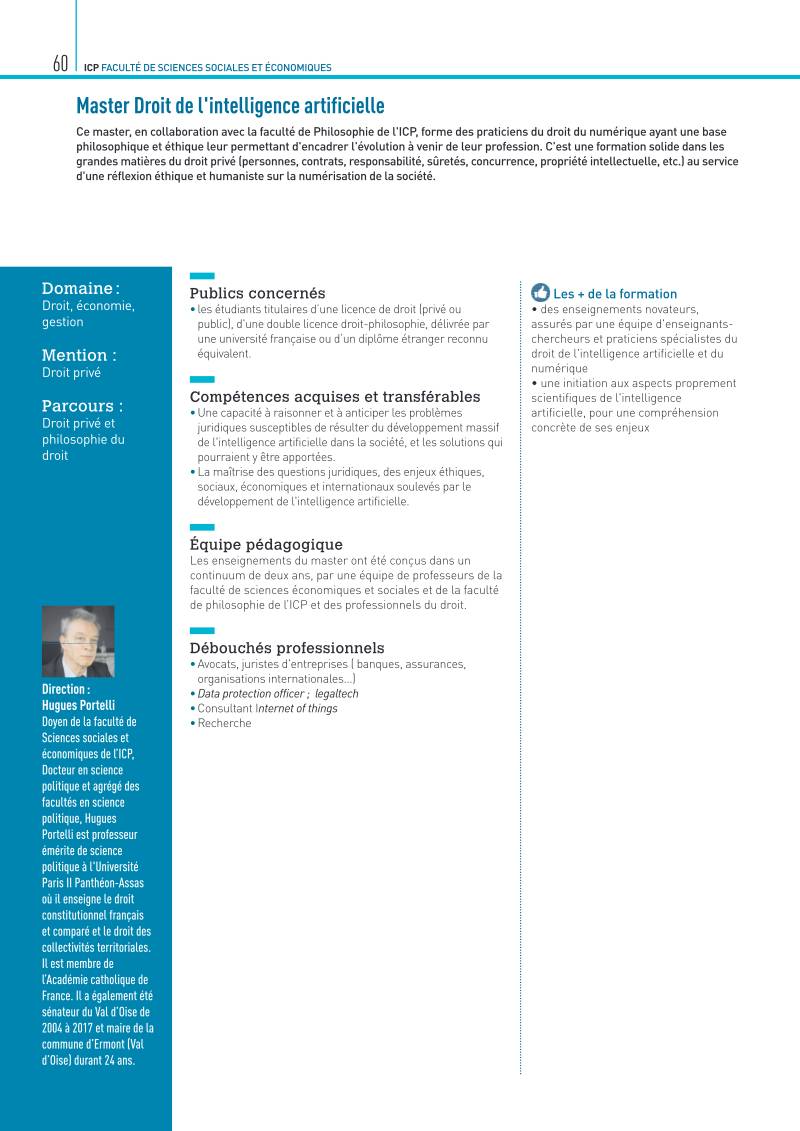 60
ICP FACULTÉ DE SCIENCES SOCIALES ET ÉCONOMIQUES
Master Droit de l'intelligence artificielle
Ce master, en collaboration avec la faculté de Philosophie de l'ICP, forme des praticiens du droit du numérique ayant une base
philosophique et éthique leur permettant d'encadrer l'évolution à venir de leur profession. C'est une formation solide dans les
grandes matières du droit privé (personnes, contrats, responsabilité, sûretés, concurrence, propriété intellectuelle, etc.) au service
d'une réflexion éthique et humaniste sur la numérisation de la société.
Domaine :
Droit, économie,
gestion
Mention :
Droit privé
Parcours :
Droit privé et
philosophie du
droit
Direction :
Hugues Portelli
Doyen de la faculté de
Sciences sociales et
économiques de l'ICP,
Docteur en science
politique et agrégé des
facultés en science
politique, Hugues
Portelli est professeur
émérite de science
politique à l'Université
Paris II Panthéon-Assas
où il enseigne le droit
constitutionnel français
et comparé et le droit des
collectivités territoriales.
Il est membre de
l'Académie catholique de
France. Il a également été
sénateur du Val d'Oise de
2004 à 2017 et maire de la
commune d'Ermont (Val
d'Oise) durant 24 ans.
Publics concernés
• les étudiants titulaires d'une licence de droit (privé ou
public), d'une double licence droit-philosophie, délivrée par
une université française ou d'un diplôme étranger reconnu
équivalent.
Compétences acquises et transférables
• Une capacité à raisonner et à anticiper les problèmes
juridiques susceptibles de résulter du développement massif
de l'intelligence artificielle dans la société, et les solutions qui
pourraient y être apportées.
• La maîtrise des questions juridiques, des enjeux éthiques,
sociaux, économiques et internationaux soulevés par le
développement de l'intelligence artificielle.
Équipe pédagogique
Les enseignements du master ont été conçus dans un
continuum de deux ans, par une équipe de professeurs de la
faculté de sciences économiques et sociales et de la faculté
de philosophie de l'ICP et des professionnels du droit.
Débouchés professionnels
• Avocats, juristes d'entreprises ( banques, assurances,
organisations internationales...)
• Data protection officer ; legaltech
• Consultant Internet of things
• Recherche
Les + de la formation
• des enseignements novateurs,
assurés par une équipe d'enseignants-
chercheurs et praticiens spécialistes du
droit de l'intelligence artificielle et du
numérique
• une initiation aux aspects proprement
scientifiques de l'intelligence
artificielle, pour une compréhension
concrète de ses enjeux